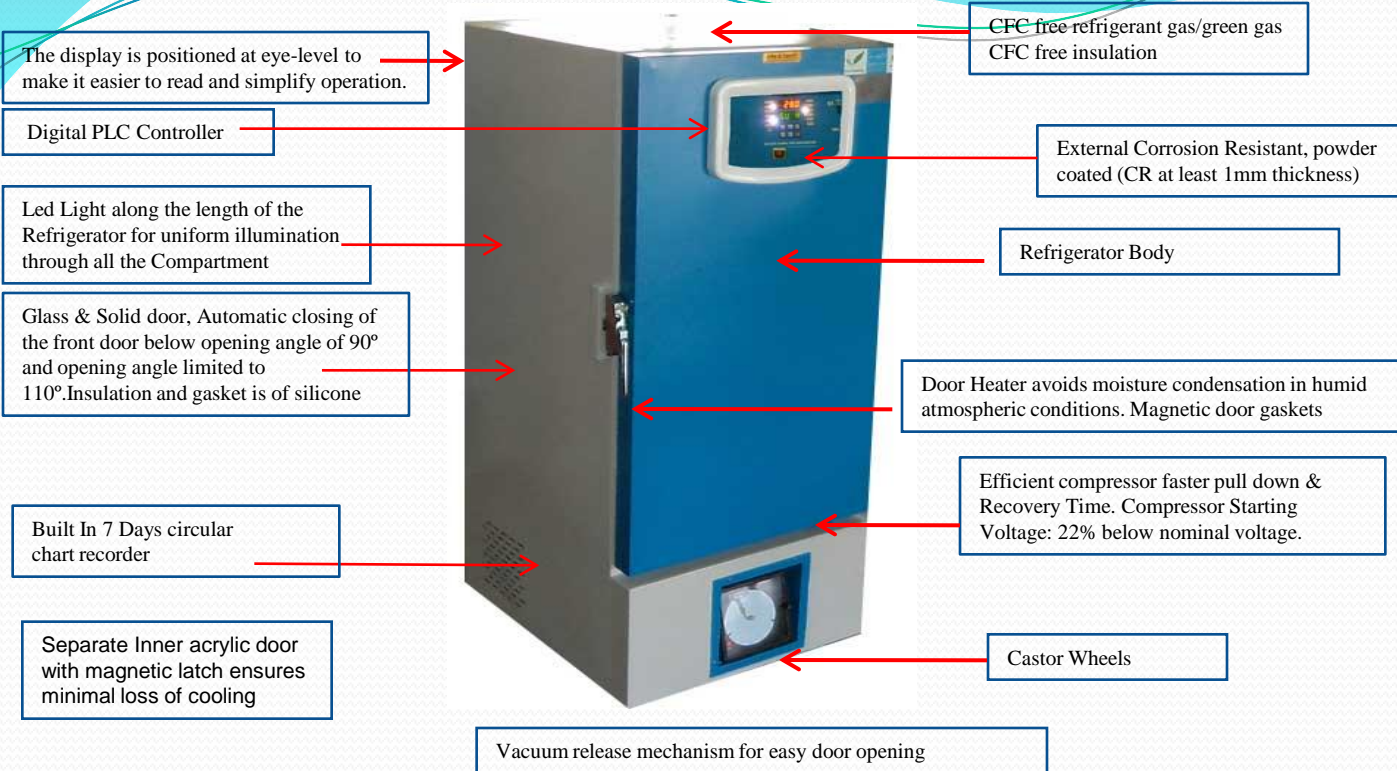 The display is positioned at eye-level to
make it easier to read and simplify operation.
CFC free refrigerant gas/green gas
CFC free insulation
Digital PLC Controller
External Corrosion Resistant, powder
coated (CR at least 1mm thickness)
Led Light along the length of the
Refrigerator for uniform illumination
through all the Compartment
Refrigerator Body
Glass & Solid door, Automatic closing of
the front door below opening angle of 90º
and opening angle limited to
110º.Insulation and gasket is of silicone
Door Heater avoids moisture condensation in humid
atmospheric conditions. Magnetic door gaskets
Efficient compressor faster pull down &
Recovery Time. Compressor Starting
Voltage: 22% below nominal voltage.
Built In 7 Days circular
chart recorder
Separate Inner acrylic door
with magnetic latch ensures
minimal loss of cooling
Castor Wheels
Vacuum release mechanism for easy door opening